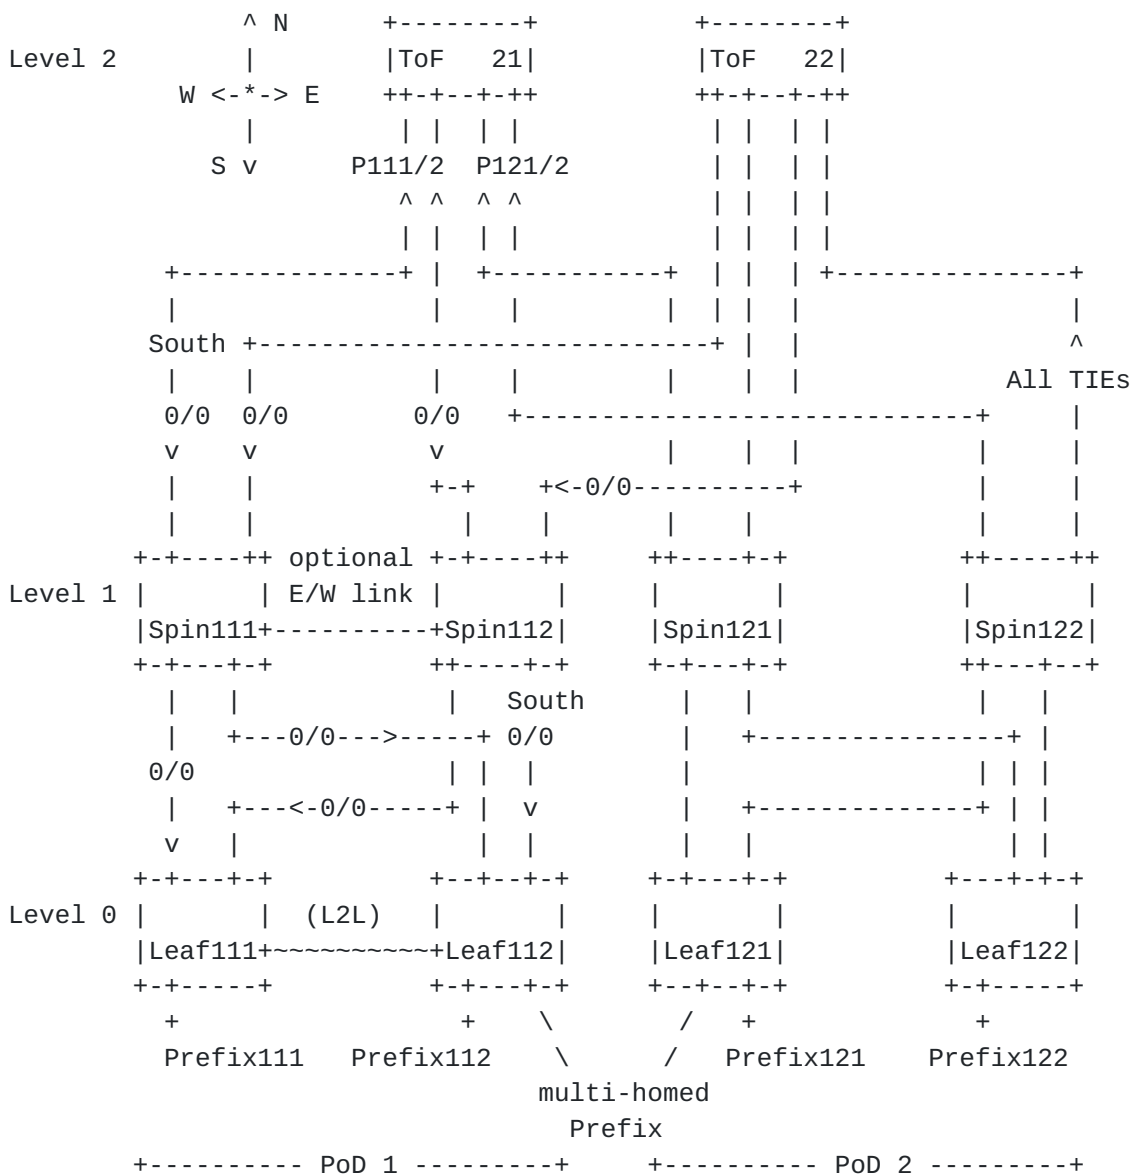 ^ N +--------+ +--------+
Level 2 | |ToF 21| |ToF 22|
W <-*-> E ++-+--+-++ ++-+--+-++
| | | | | | | | |
S v P111/2 P121/2 | | | |
^ ^ ^ ^ | | | |
| | | | | | | |
+--------------+ | +-----------+ | | | +---------------+
| | | | | | | |
South +-----------------------------+ | | ^
| | | | | | | All TIEs
0/0 0/0 0/0 +-----------------------------+ |
v v v | | | | |
| | +-+ +<-0/0----------+ | |
| | | | | | | |
+-+----++ optional +-+----++ ++----+-+ ++-----++
Level 1 | | E/W link | | | | | |
|Spin111+----------+Spin112| |Spin121| |Spin122|
+-+---+-+ ++----+-+ +-+---+-+ ++---+--+
| | | South | | | |
| +---0/0--->-----+ 0/0 | +----------------+ |
0/0 | | | | | | |
| +---<-0/0-----+ | v | +--------------+ | |
v | | | | | | |
+-+---+-+ +--+--+-+ +-+---+-+ +---+-+-+
Level 0 | | (L2L) | | | | | |
|Leaf111+~~~~~~~~~~+Leaf112| |Leaf121| |Leaf122|
+-+-----+ +-+---+-+ +--+--+-+ +-+-----+
+ + \ / + +
Prefix111 Prefix112 \ / Prefix121 Prefix122
multi-homed
Prefix
+---------- PoD 1 ---------+ +---------- PoD 2 ---------+